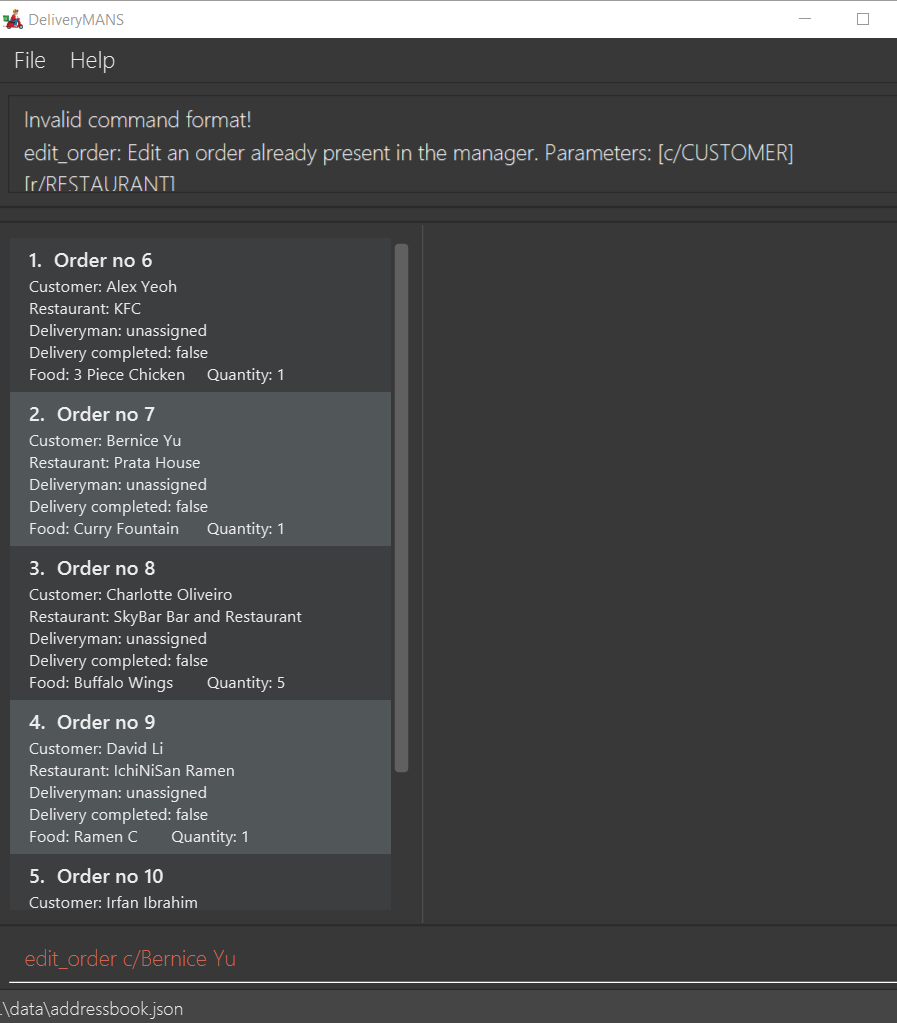 DeliveryMANS
File Help
Invalid command format!
edit_order: Edit an order already present in the manager. Parameters: [c/CUSTOMER]
[r/RESTAURANT]
1. Order no 6
Customer: Alex Yeoh
Restaurant: KFC
Deliveryman: unassigned
Delivery completed: false
Food: 3 Piece Chicken Quantity: 1
2. Order no 7
Customer: Bernice Yu
Restaurant: Prata House
Deliveryman: unassigned
Delivery completed: false
Food: Curry Fountain Quantity: 1
3. Order no 8
Customer: Charlotte Oliveiro
Restaurant: SkyBar Bar and Restaurant
Deliveryman: unassigned
Delivery completed: false
Food: Buffalo Wings Quantity: 5
4. Order no 9
Customer: David Li
Restaurant: IchiNiSan Ramen
Deliveryman: unassigned
Delivery completed: false
Food: Ramen C Quantity: 1
5. Order no 10
Customer: Irfan Ibrahim
edit_order c/Bernice Yu
.\data\addressbook.json